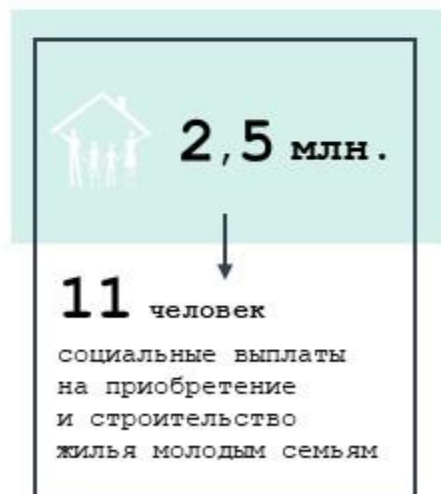 2,5 млн.
11 человек
социальные выплаты
на приобретение
и строительство
жилья молодым семьям